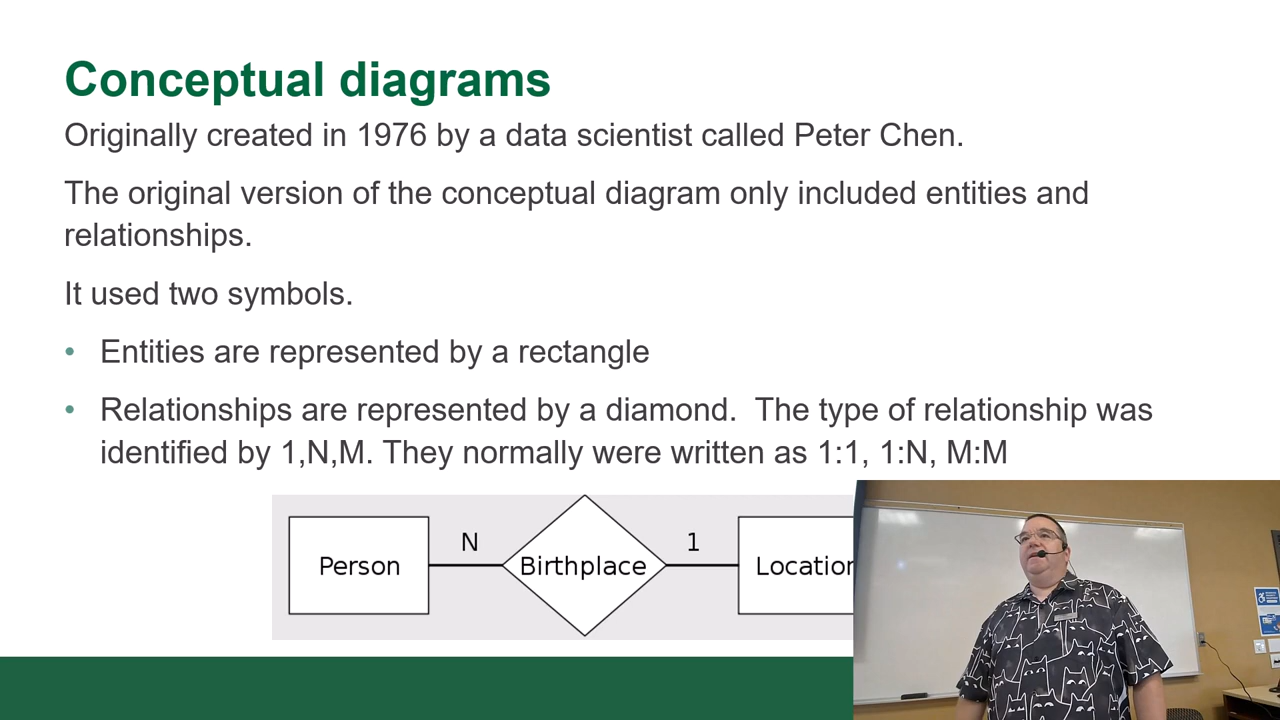 Conceptual diagrams
Originally created in 1976 by a data scientist called Peter Chen.
The original version of the conceptual diagram only included entities and
relationships.
It used two symbols.
• Entities are represented by a rectangle
• Relationships are represented by a diamond.  The type of relationship was
identified by 1,N,M. They normally were written as 1:1, 1:N, M:M
Person N Birthplace 1 Location